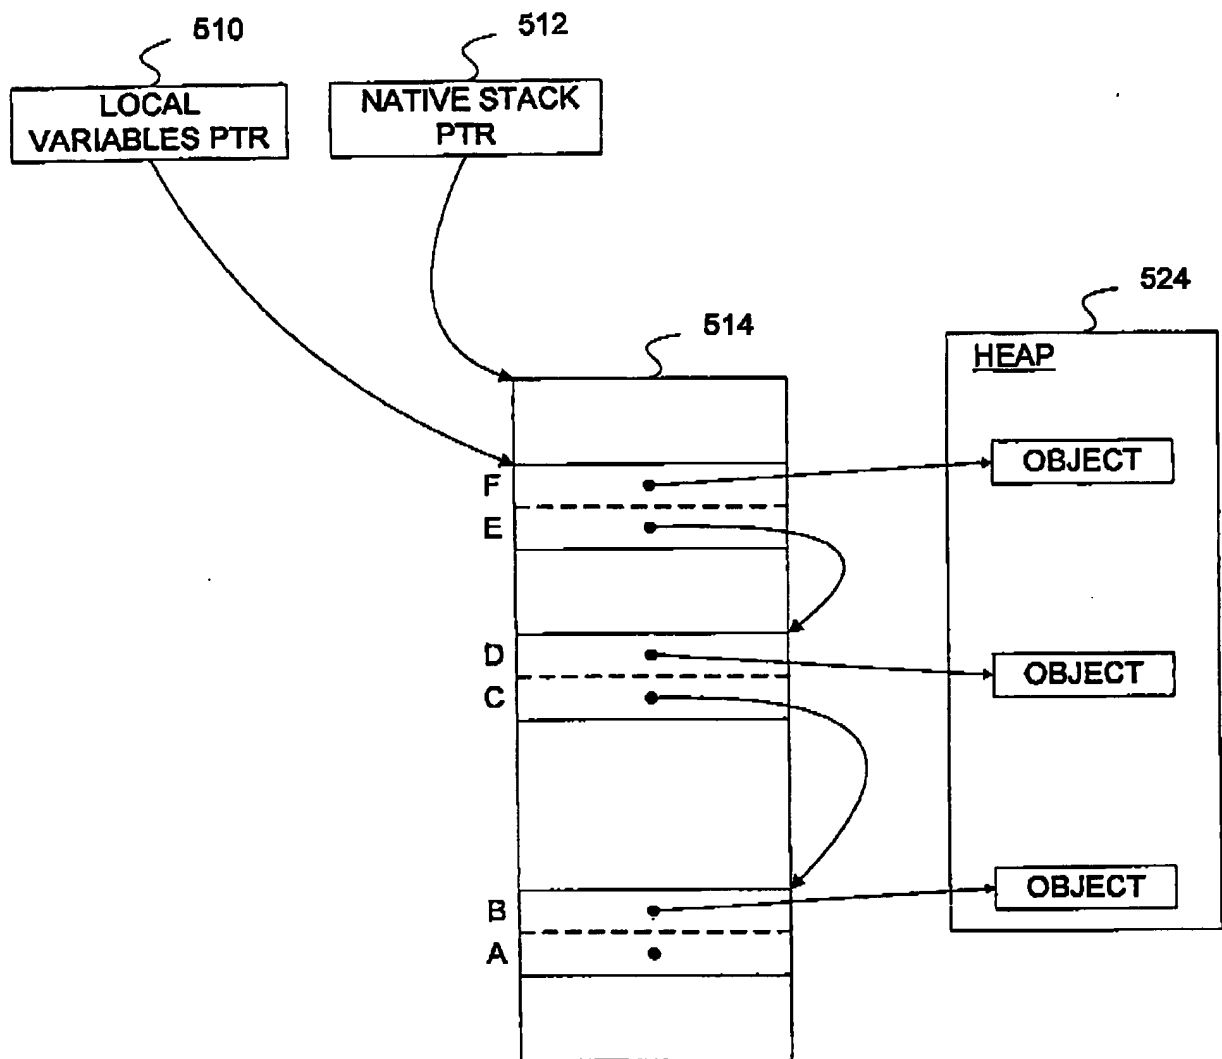 510
512
LOCAL
VARIABLES PTR
NATIVE STACK
PTR
524
514
HEAP
F
OBJECT
E
D
OBJECT
C
B
OBJECT
A